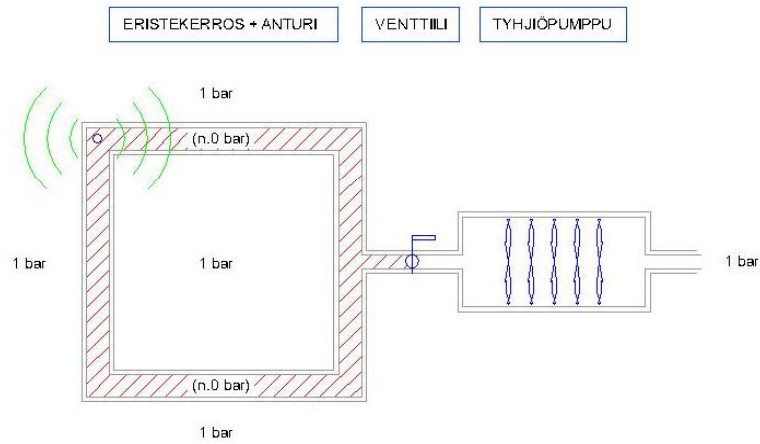 ERISTEKERROS + ANTURI
VENTTIILI
TYHJIÖPUMPPU
1 bar
(n.0 bar)
1 bar
1 bar
1 bar
(n.0 bar)
1 bar